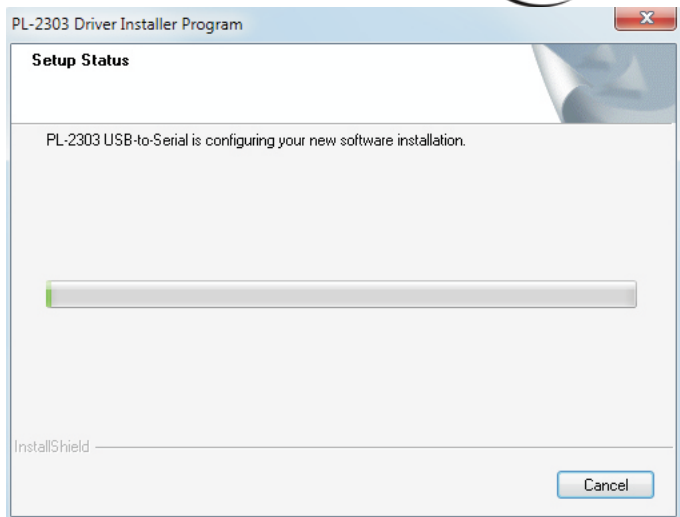 PL-2303 Driver Installer Program
Setup Status
PL-2303 USB-to-Serial is configuring your new software installation.
InstallShield
Cancel